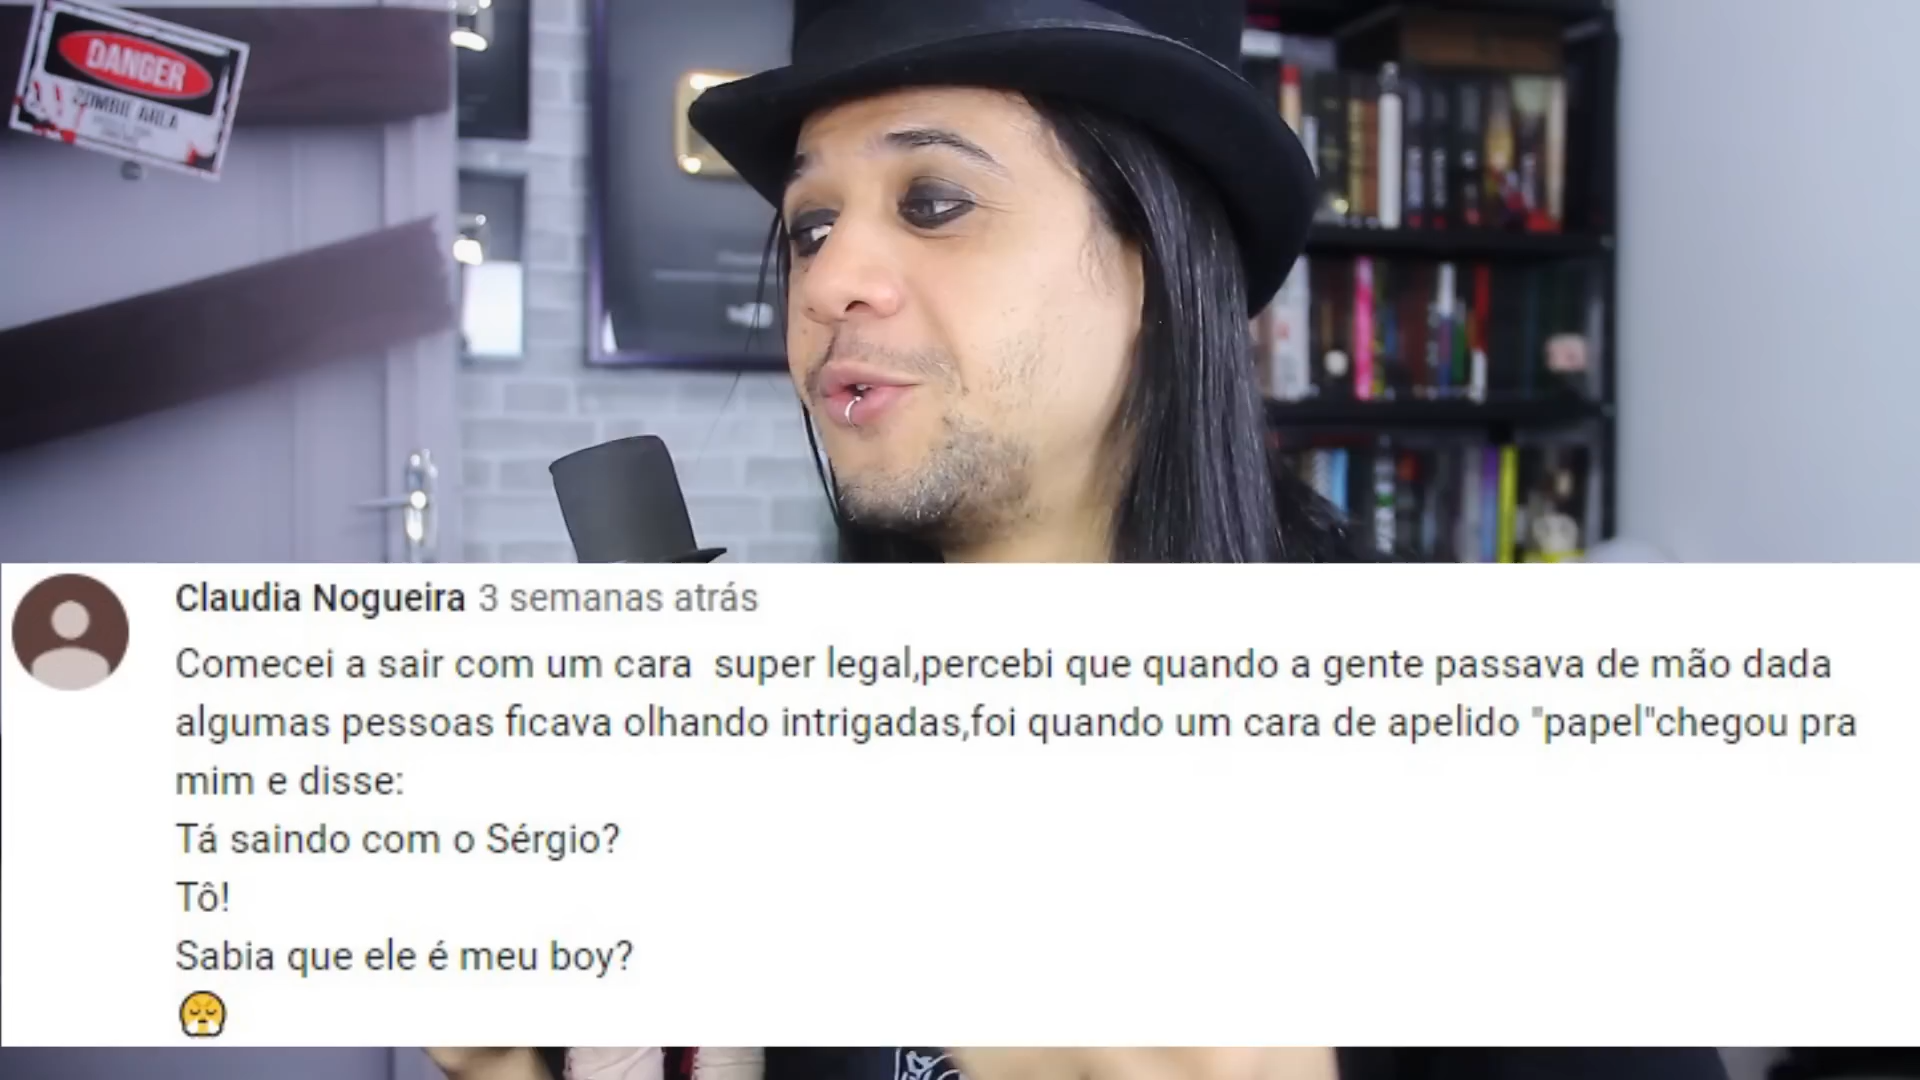 DANGER
ZOMBIE AREA
Claudia Nogueira 3 semanas atrás
Comecei a sair com um cara  super legal,percebi que quando a gente passava de mão dada
algumas pessoas ficava olhando intrigadas,foi quando um cara de apelido "papel"chegou pra
mim e disse:
Tá saindo com o Sérgio?
Tô!
Sabia que ele é meu boy?